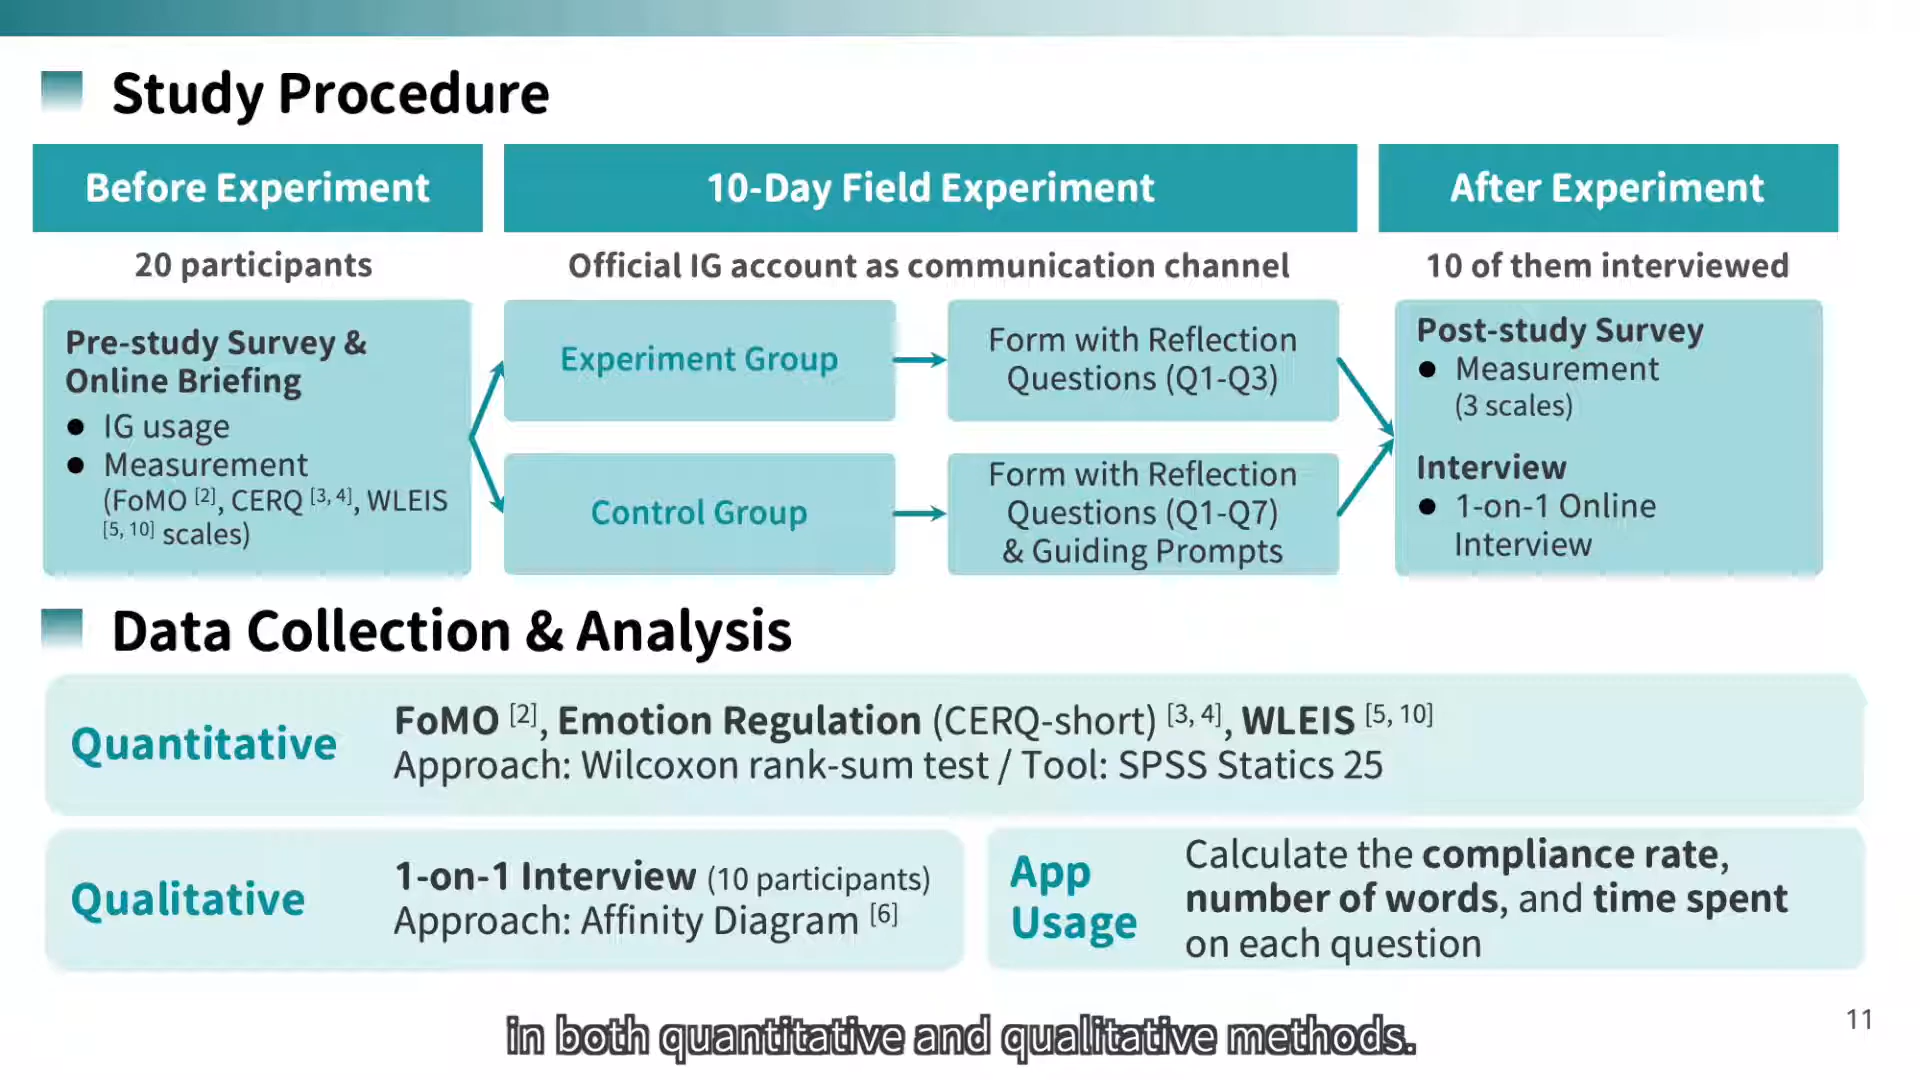 Study Procedure
Before Experiment
20 participants
Pre-study Survey &
Online Briefing
● IG usage
● Measurement
(FoMO [2], CERQ [3, 4], WLEIS
[5, 10] scales)
10-Day Field Experiment
Official IG account as communication channel
Experiment Group
Form with Reflection
Questions (Q1-Q3)
Control Group
Form with Reflection
Questions (Q1-Q7)
& Guiding Prompts
After Experiment
10 of them interviewed
Post-study Survey
● Measurement
(3 scales)
Interview
● 1-on-1 Online
Interview
Data Collection & Analysis
Quantitative
FoMO [2], Emotion Regulation (CERQ-short) [3, 4], WLEIS [5, 10]
Approach: Wilcoxon rank-sum test / Tool: SPSS Statics 25
Qualitative
1-on-1 Interview (10 participants)
Approach: Affinity Diagram [6]
App
Usage
Calculate the compliance rate,
number of words, and time spent
on each question
11
in both quantitative and qualitative methods.